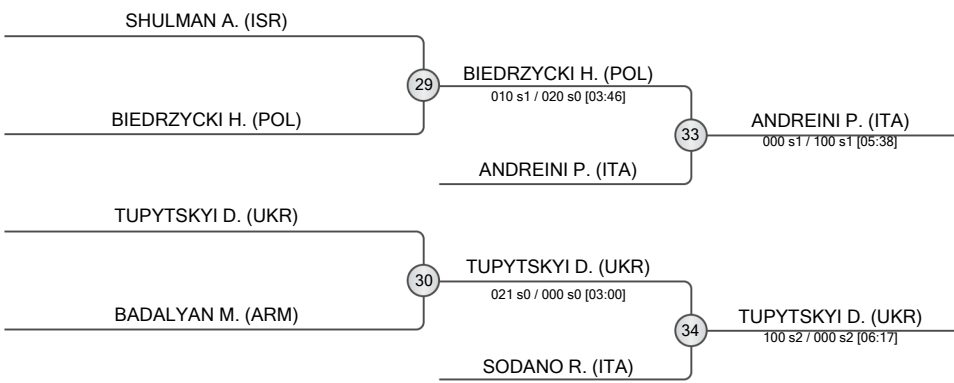 SHULMAN A. (ISR)
29
BIEDRZYCKI H. (POL)
010 s1 / 020 s0 [03:46]
BIEDRZYCKI H. (POL)
33
ANDREINI P. (ITA)
000 s1 / 100 s1 [05:38]
ANDREINI P. (ITA)
TUPYTSKYI D. (UKR)
30
TUPYTSKYI D. (UKR)
021 s0 / 000 s0 [03:00]
BADALYAN M. (ARM)
34
TUPYTSKYI D. (UKR)
100 s2 / 000 s2 [06:17]
SODANO R. (ITA)